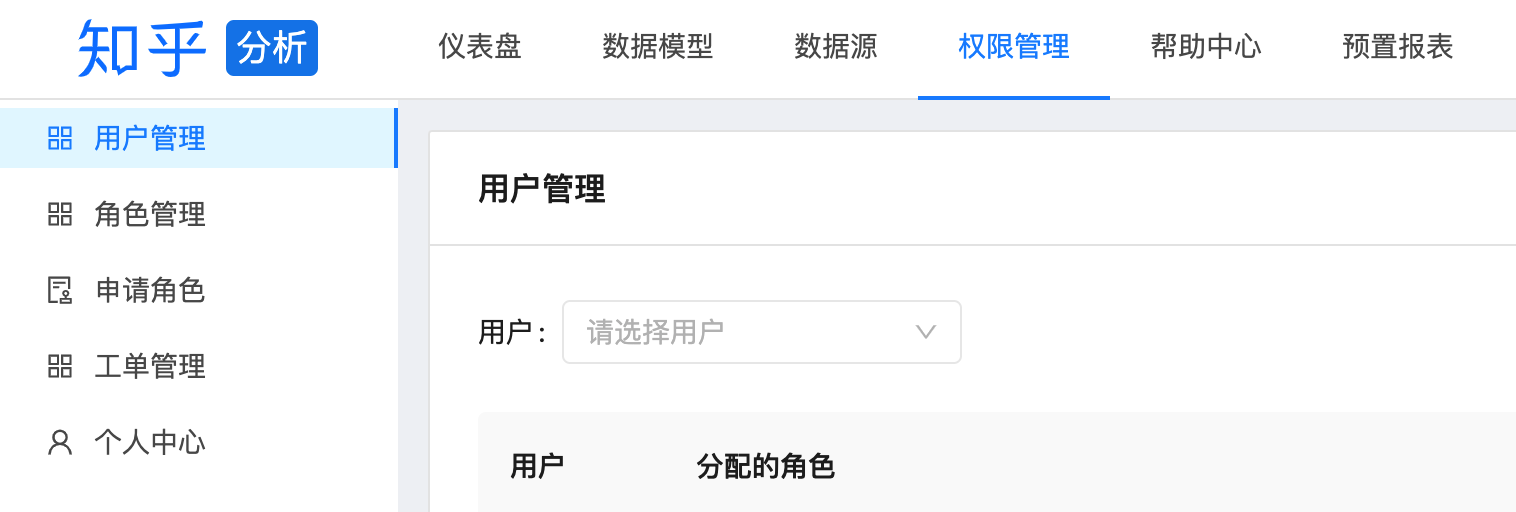 知乎 分析 仪表盘 数据模型 数据源 权限管理 帮助中心 预置报表
用户管理
角色管理
申请角色
工单管理
个人中心
用户管理
用户: 请选择用户
用户 分配的角色